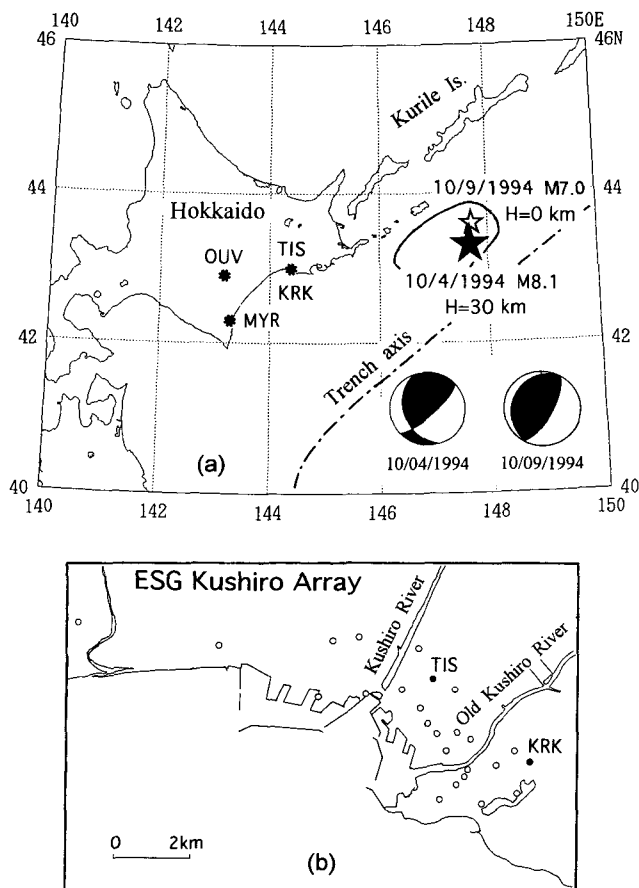 140 142 144 146 148 150E
46 46N
Kurile Is.
44 44
10/9/1994 M7.0
H=0 km
Hokkaido
OUV TIS
KRK
10/4/1994 M8.1
H=30 km
MYR
42 42
Trench axis
(a)
10/04/1994 10/09/1994
40 40
140 142 144 146 148 150
ESG Kushiro Array
Kushiro River
TIS
Old Kushiro River
KRK
0 2km
(b)